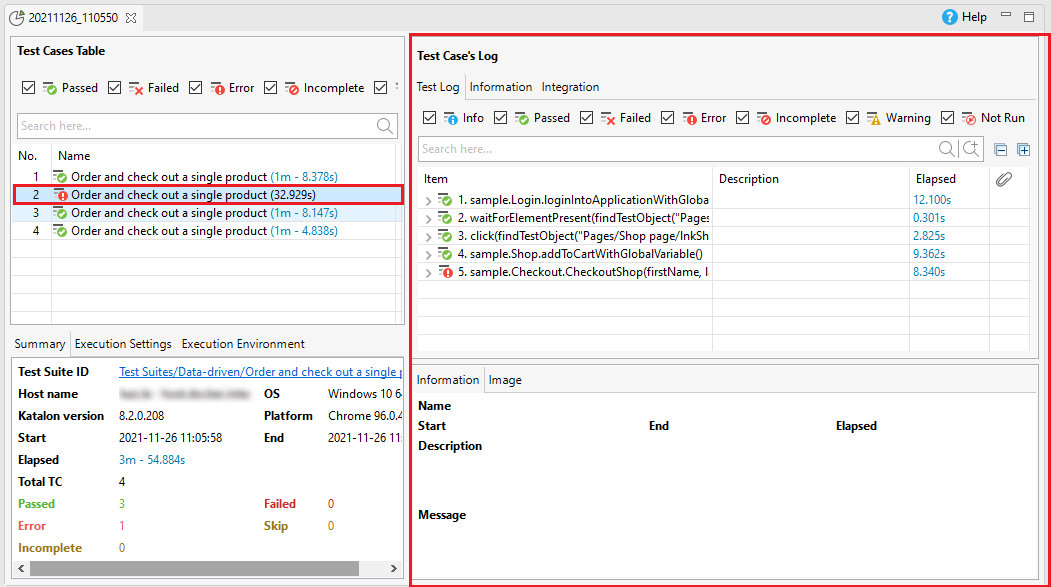 20211126_110550
Help
Test Cases Table
Passed Failed Error Incomplete
Search here...
No. Name
1 Order and check out a single product (1m - 8.378s)
2 Order and check out a single product (32.929s)
3 Order and check out a single product (1m - 8.147s)
4 Order and check out a single product (1m - 4.838s)
Summary Execution Settings Execution Environment
Test Suite ID Test Suites/Data-driven/Order and check out a single p
Host name OS Windows 10 64
Katalon version 8.2.0.208 Platform Chrome 96.0.4
Start 2021-11-26 11:05:58 End 2021-11-26 11:
Elapsed 3m - 54.884s
Total TC 4
Passed 3 Failed 0
Error 1 Skip 0
Incomplete 0
Test Case's Log
Test Log Information Integration
Info Passed Failed Error Incomplete Warning Not Run
Search here...
Item Description Elapsed
1. sample.Login.loginIntoApplicationWithGloba 12.100s
2. waitForElementPresent(findTestObject("Pages 0.301s
3. click(findTestObject("Pages/Shop page/lnkSh 2.825s
4. sample.Shop.addToCartWithGlobalVariable() 9.362s
5. sample.Checkout.CheckoutShop(firstName, l 8.340s
Information Image
Name
Start End Elapsed
Description
Message